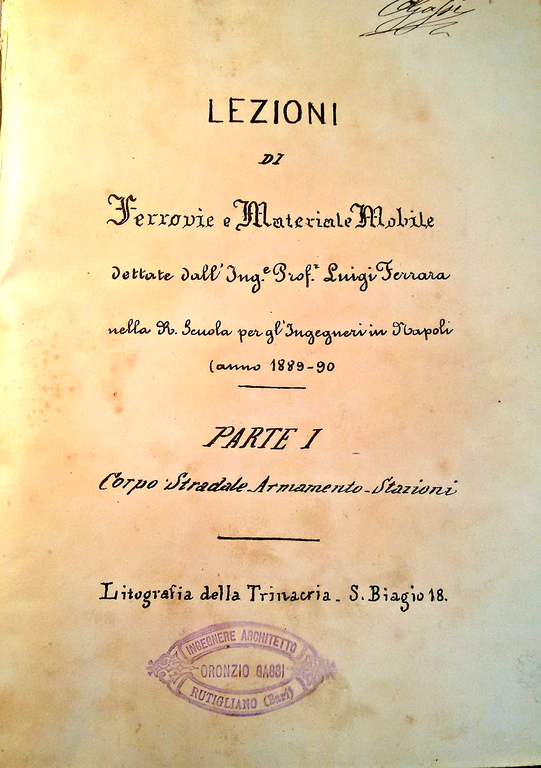 LEZIONI
DI
Ferrovie e Materiale Mobile
dettate dall'Ing.e Prof.r Luigi Ferrara
nella R. Scuola per gl'Ingegneri in Napoli
(anno 1889-90
PARTE I
Corpo Stradale - Armamento - Stazioni
Litografia della Trinacria - S. Biagio 18.
INGEGNERE ARCHITETTO
ORONZIO GASSI
RUTIGLIANO (Bari)